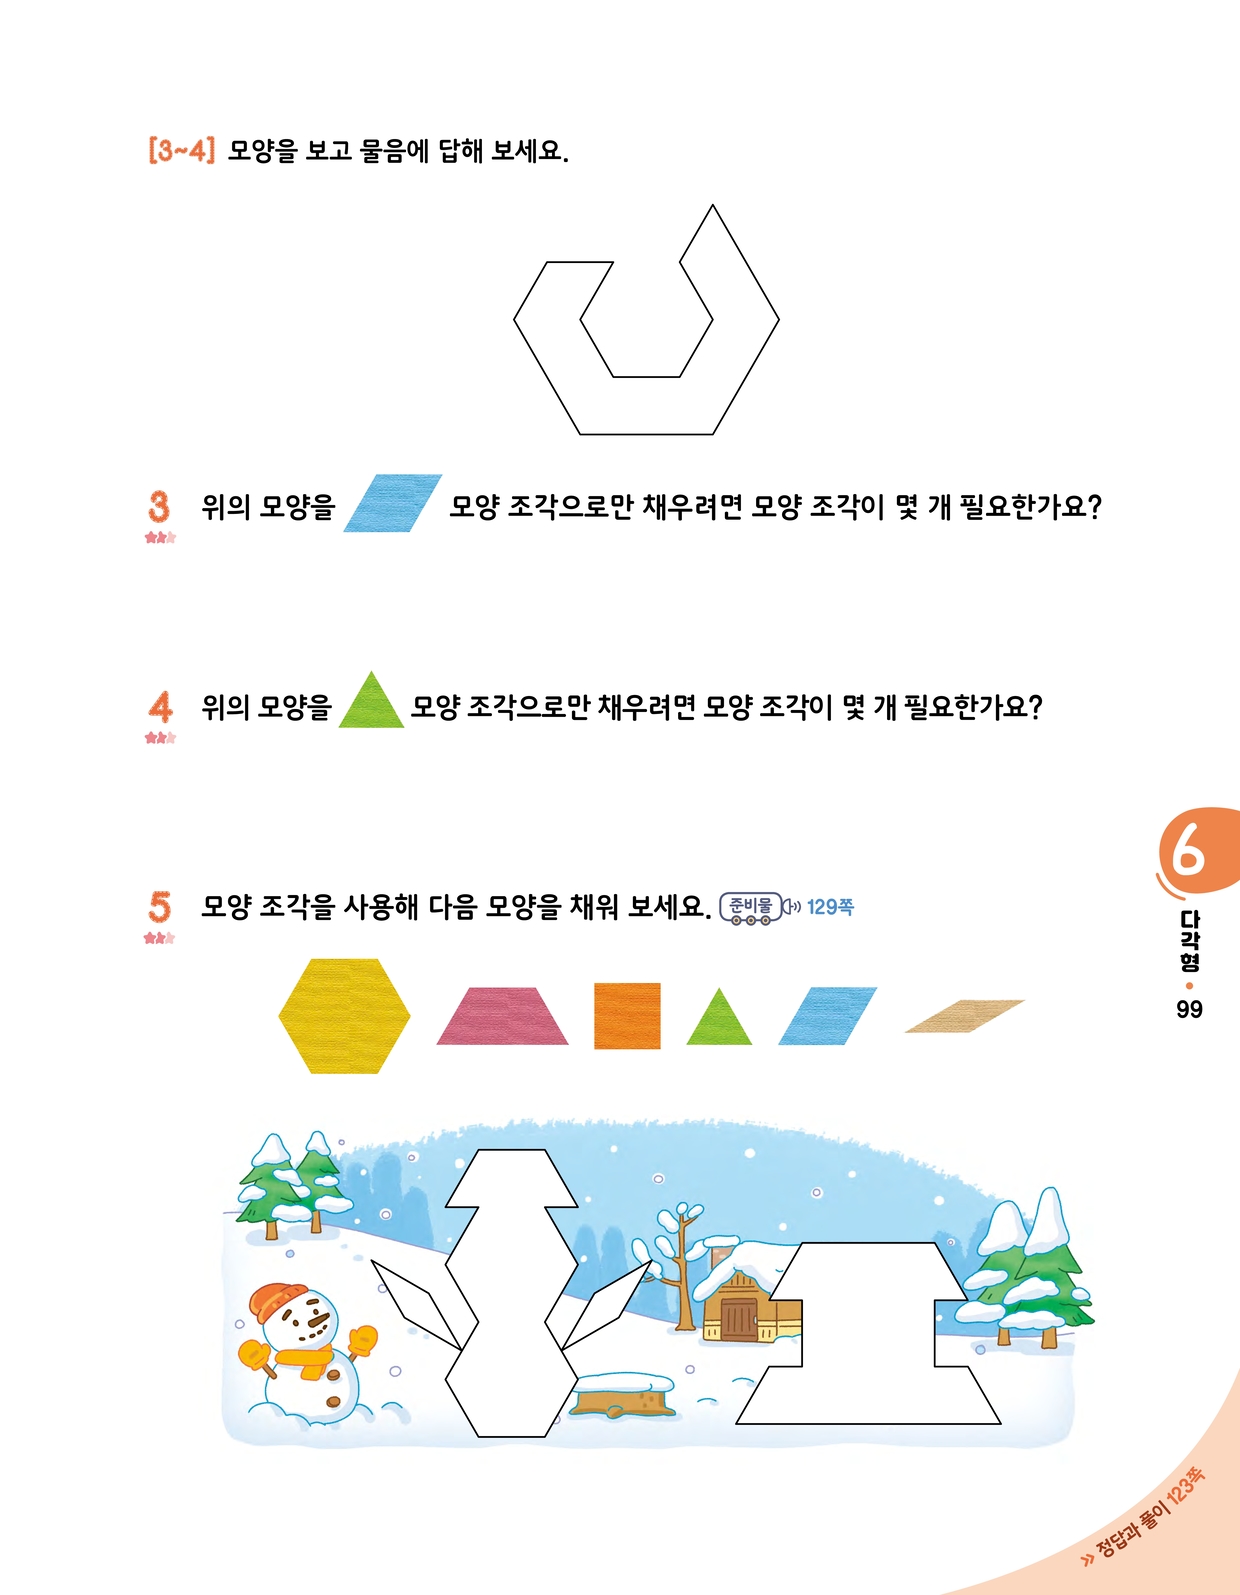 [3~4] 모양을 보고 물음에 답해 보세요.
3 위의 모양을 모양 조각으로만 채우려면 모양 조각이 몇 개 필요한가요?
4 위의 모양을 모양 조각으로만 채우려면 모양 조각이 몇 개 필요한가요?
5 모양 조각을 사용해 다음 모양을 채워 보세요. 준비물 129쪽
6
다각형 • 99
» 정답과 풀이 123쪽